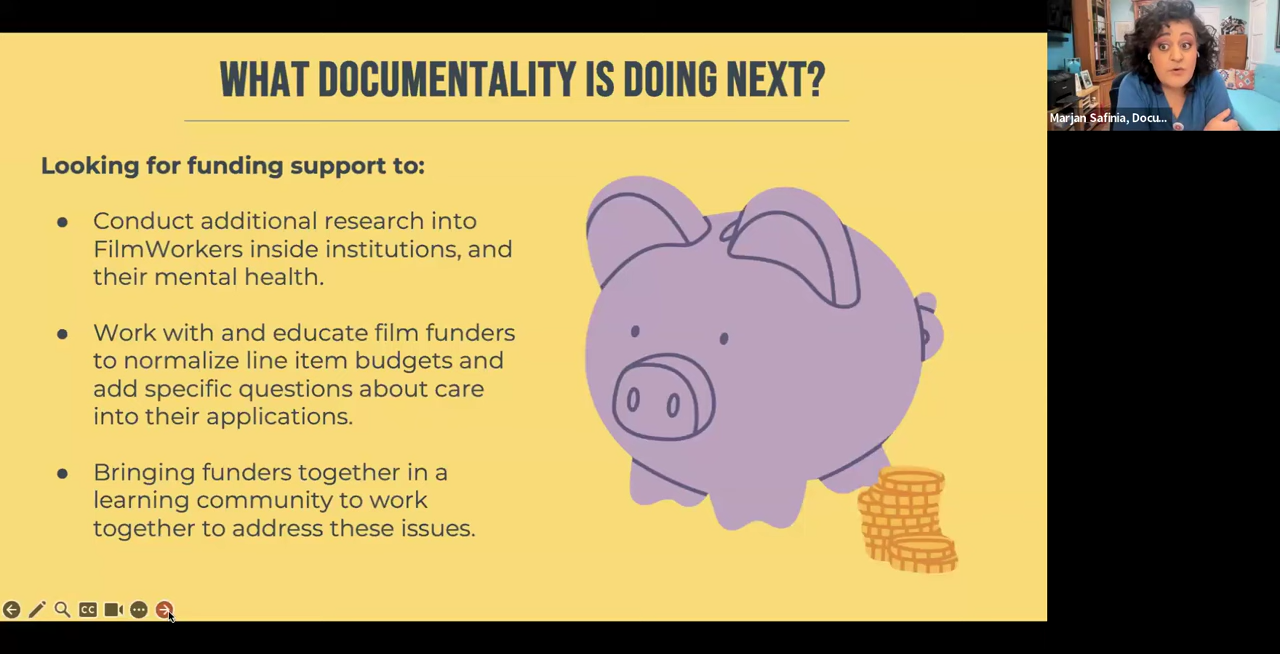 WHAT DOCUMENTALITY IS DOING NEXT?
Looking for funding support to:
● Conduct additional research into
FilmWorkers inside institutions, and
their mental health.
● Work with and educate film funders
to normalize line item budgets and
add specific questions about care
into their applications.
● Bringing funders together in a
learning community to work
together to address these issues.
Marjan Safinia, Docu...
CC